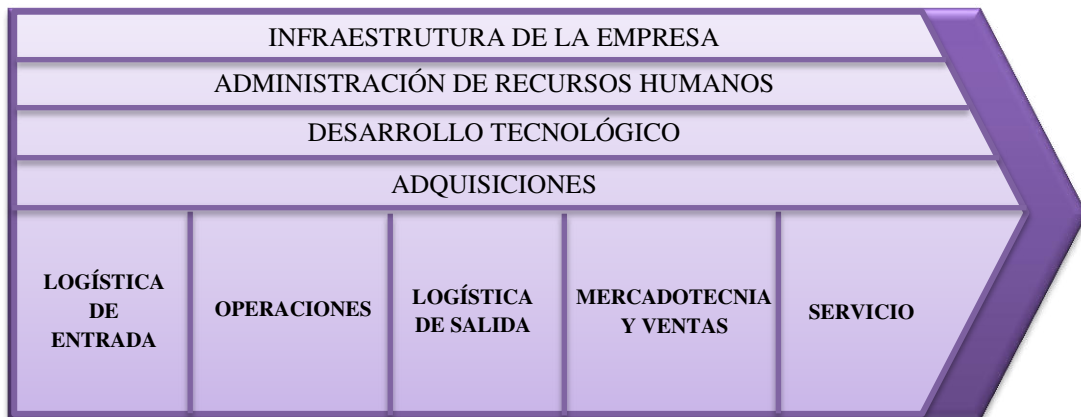 INFRAESTRUTURA DE LA EMPRESA
ADMINISTRACIÓN DE RECURSOS HUMANOS
DESARROLLO TECNOLÓGICO
ADQUISICIONES
LOGÍSTICA
DE
ENTRADA
OPERACIONES
LOGÍSTICA
DE SALIDA
MERCADOTECNIA
Y VENTAS
SERVICIO